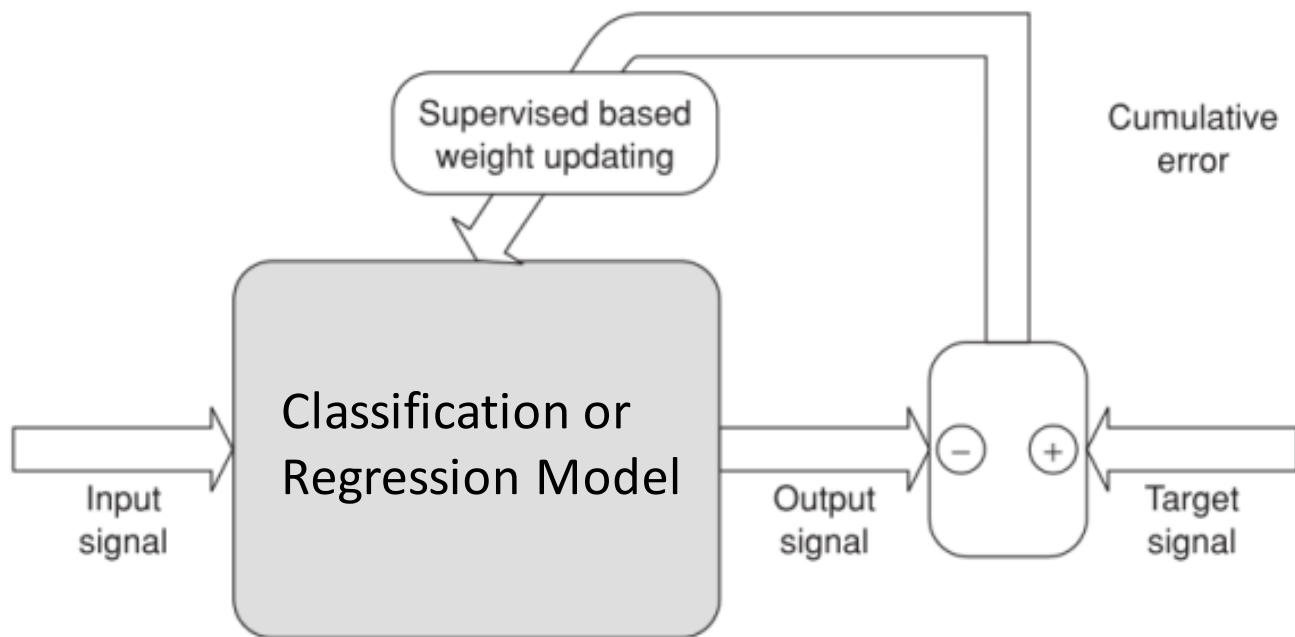 Supervised based
weight updating
Cumulative
error
Classification or
Regression Model
−
+
Input
signal
Output
signal
Target
signal